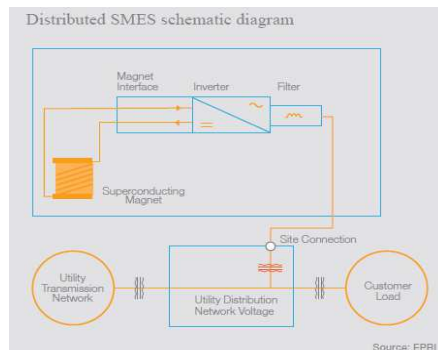 Distributed SMES schematic diagram
Magnet
Interface
Inverter
Filter
Superconducting
Magnet
Site Connection
Utility
Transmission
Network
Utility Distribution
Network Voltage
Customer
Load
Source: EPRI